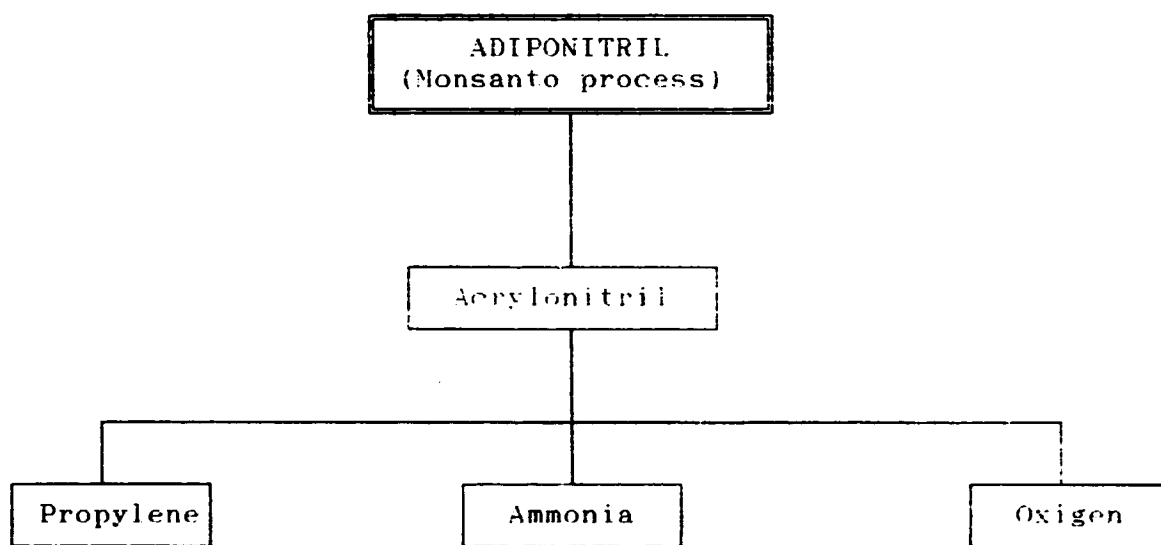 ADIPONITRIL
(Monsanto process)
Acrylonitril
Propylene
Ammonia
Oxigen